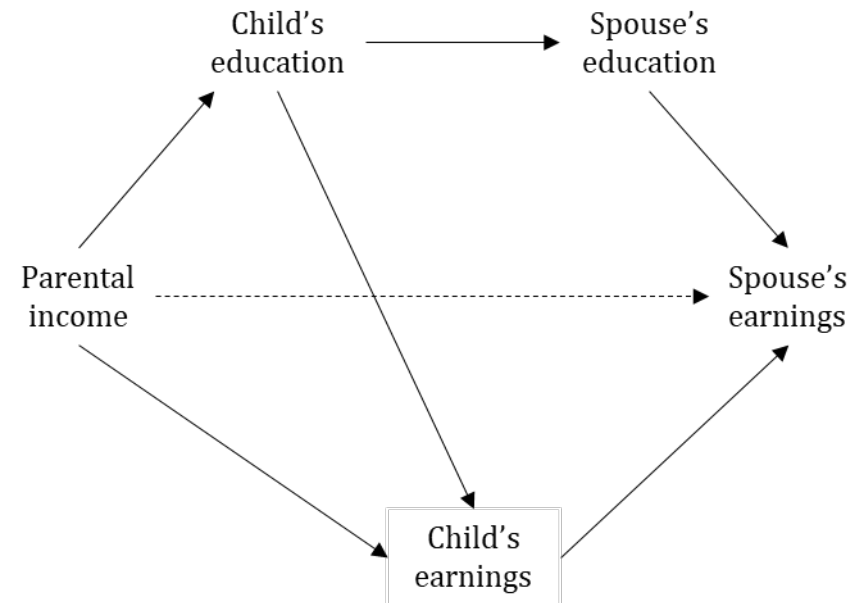 Child’s
education
Spouse’s
education
Parental
income
Spouse’s
earnings
Child’s
earnings